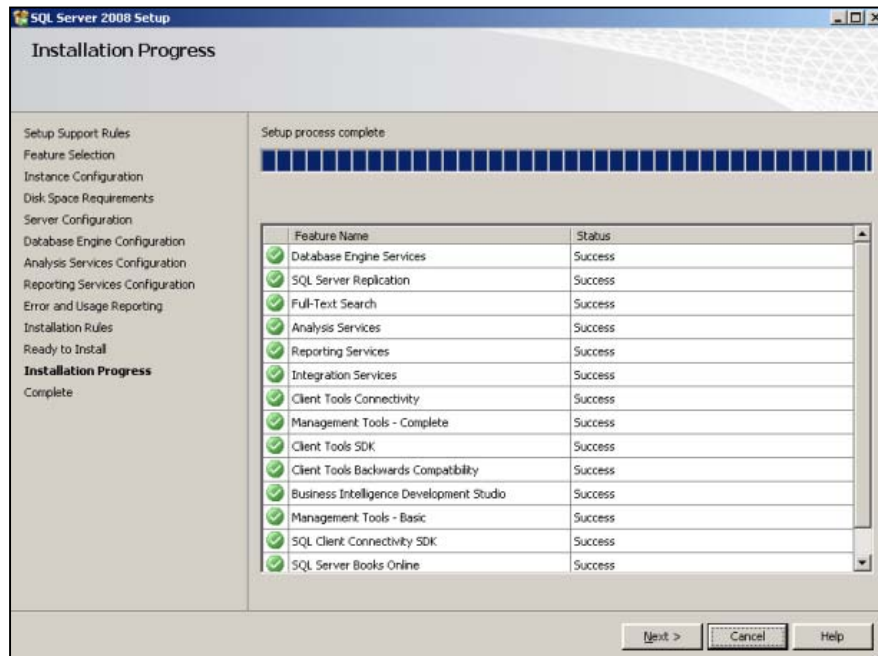 SQL Server 2008 Setup
Installation Progress
Setup Support Rules
Feature Selection
Instance Configuration
Disk Space Requirements
Server Configuration
Database Engine Configuration
Analysis Services Configuration
Reporting Services Configuration
Error and Usage Reporting
Installation Rules
Ready to Install
Installation Progress
Complete
Setup process complete
Feature Name Status
Database Engine Services Success
SQL Server Replication Success
Full-Text Search Success
Analysis Services Success
Reporting Services Success
Integration Services Success
Client Tools Connectivity Success
Management Tools - Complete Success
Client Tools SDK Success
Client Tools Backwards Compatibility Success
Business Intelligence Development Studio Success
Management Tools - Basic Success
SQL Client Connectivity SDK Success
SQL Server Books Online Success
Next > Cancel Help